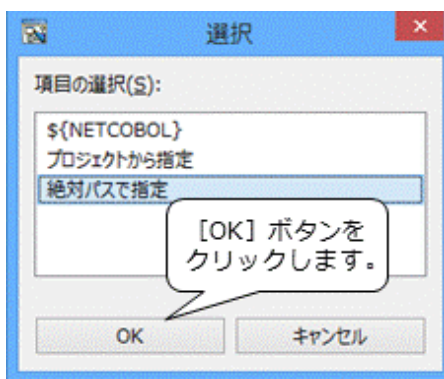 選択
項目の選択(S):
${NETCOBOL}
プロジェクトから指定
絶対パスで指定
［OK］ボタンを
クリックします。
OK
キャンセル